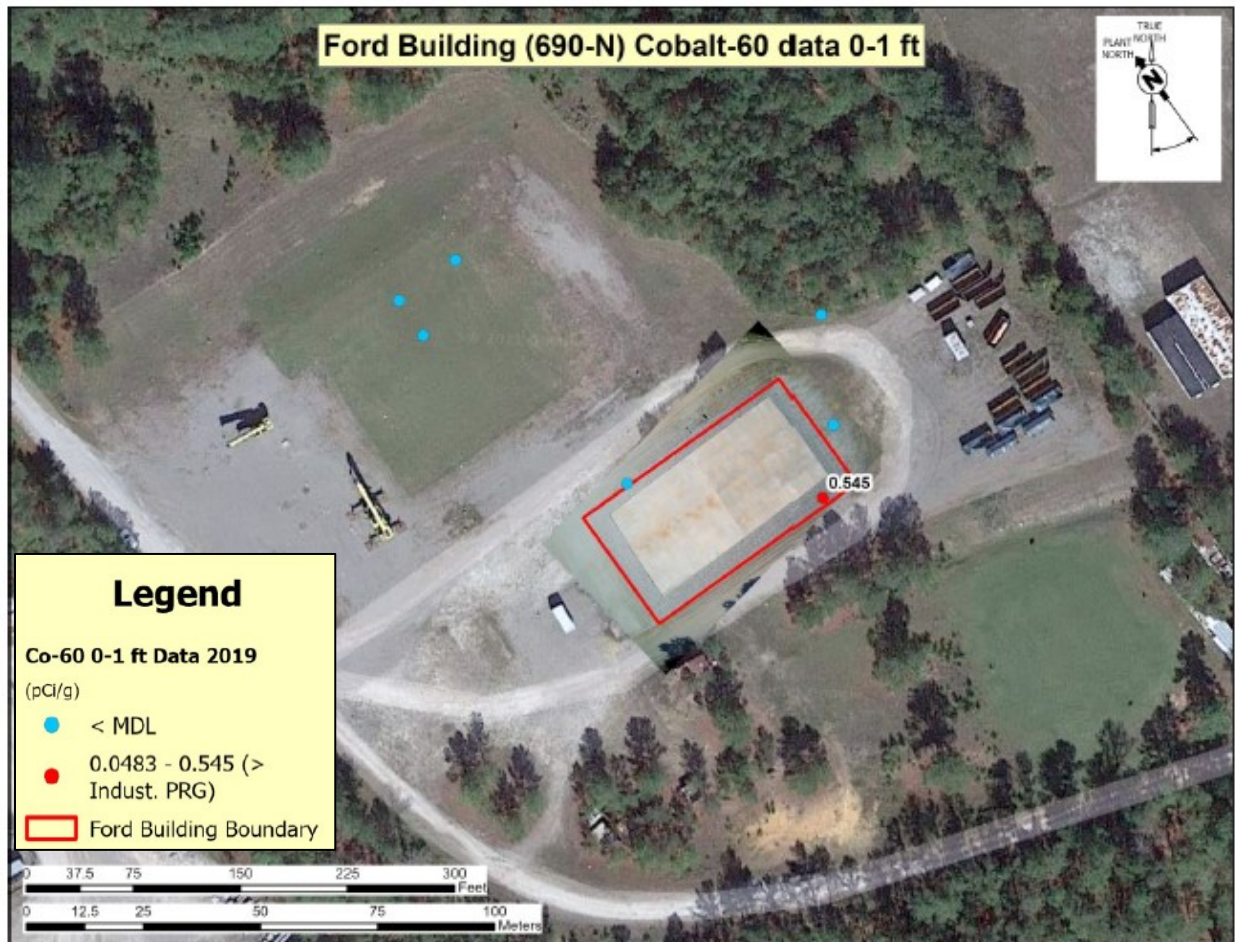 Ford Building (690-N) Cobalt-60 data 0-1 ft
TRUE
NORTH
PLANT
NORTH
N
0.545
Legend
Co-60 0-1 ft Data 2019
(pCi/g)
< MDL
0.0483 - 0.545 (>
Indust. PRG)
Ford Building Boundary
0 37.5 75 150 225 300
Feet
0 12.5 25 50 75 100
Meters